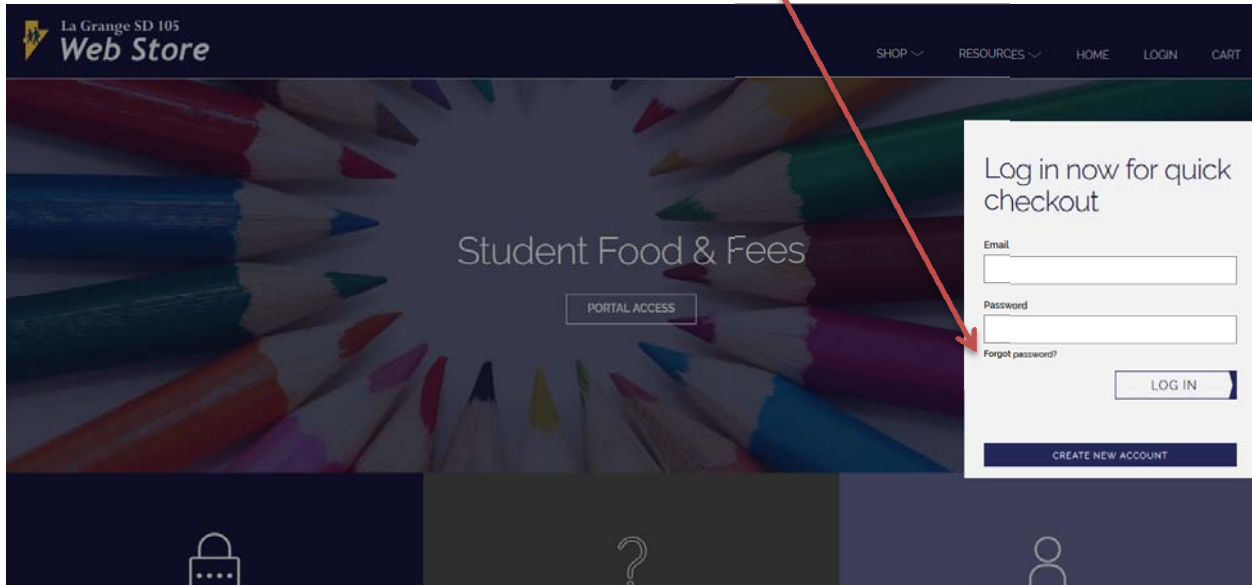 La Grange SD 105
Web Store
SHOP RESOURCES HOME LOGIN CART
Student Food & Fees
PORTAL ACCESS
Log in now for quick
checkout
Email
Password
Forgot password?
LOG IN
CREATE NEW ACCOUNT